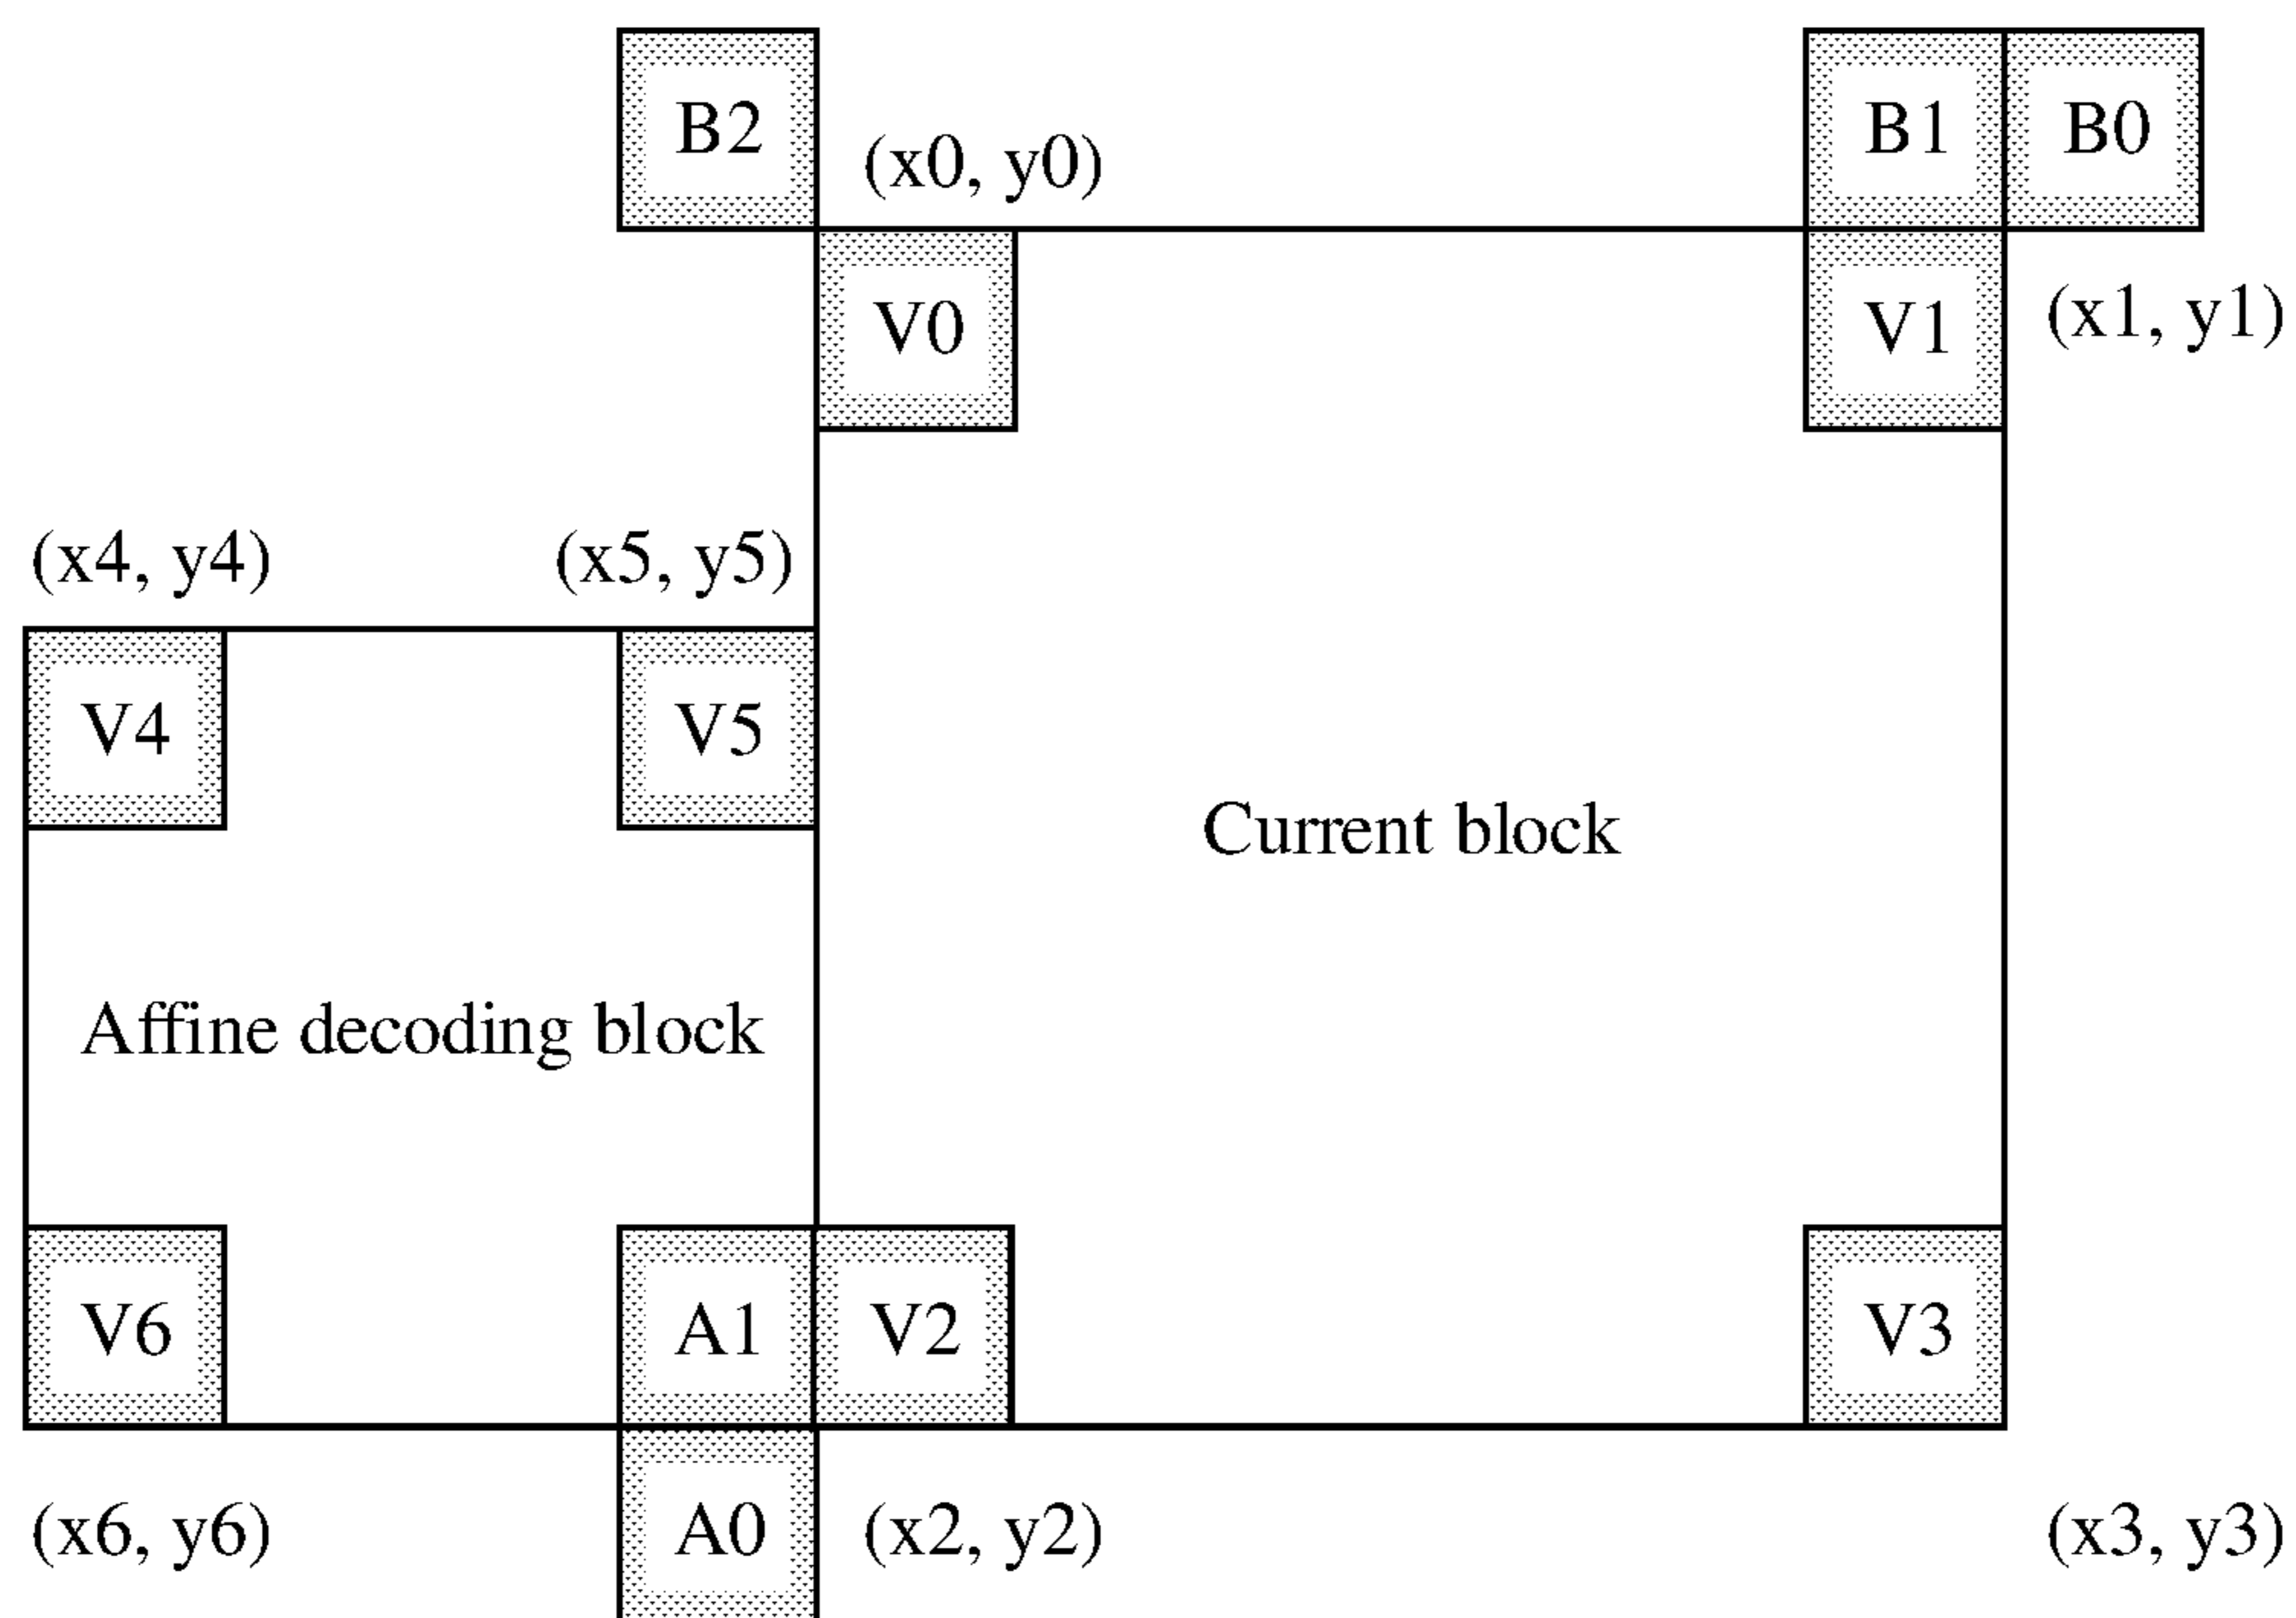 B2
B1
B0
(x0, y0)
V0
V1
(x1, y1)
(x4, y4)
(x5, y5)
V4
V5
Current block
Affine decoding block
V6
A1
V2
V3
(x6, y6)
A0
(x2, y2)
(x3, y3)